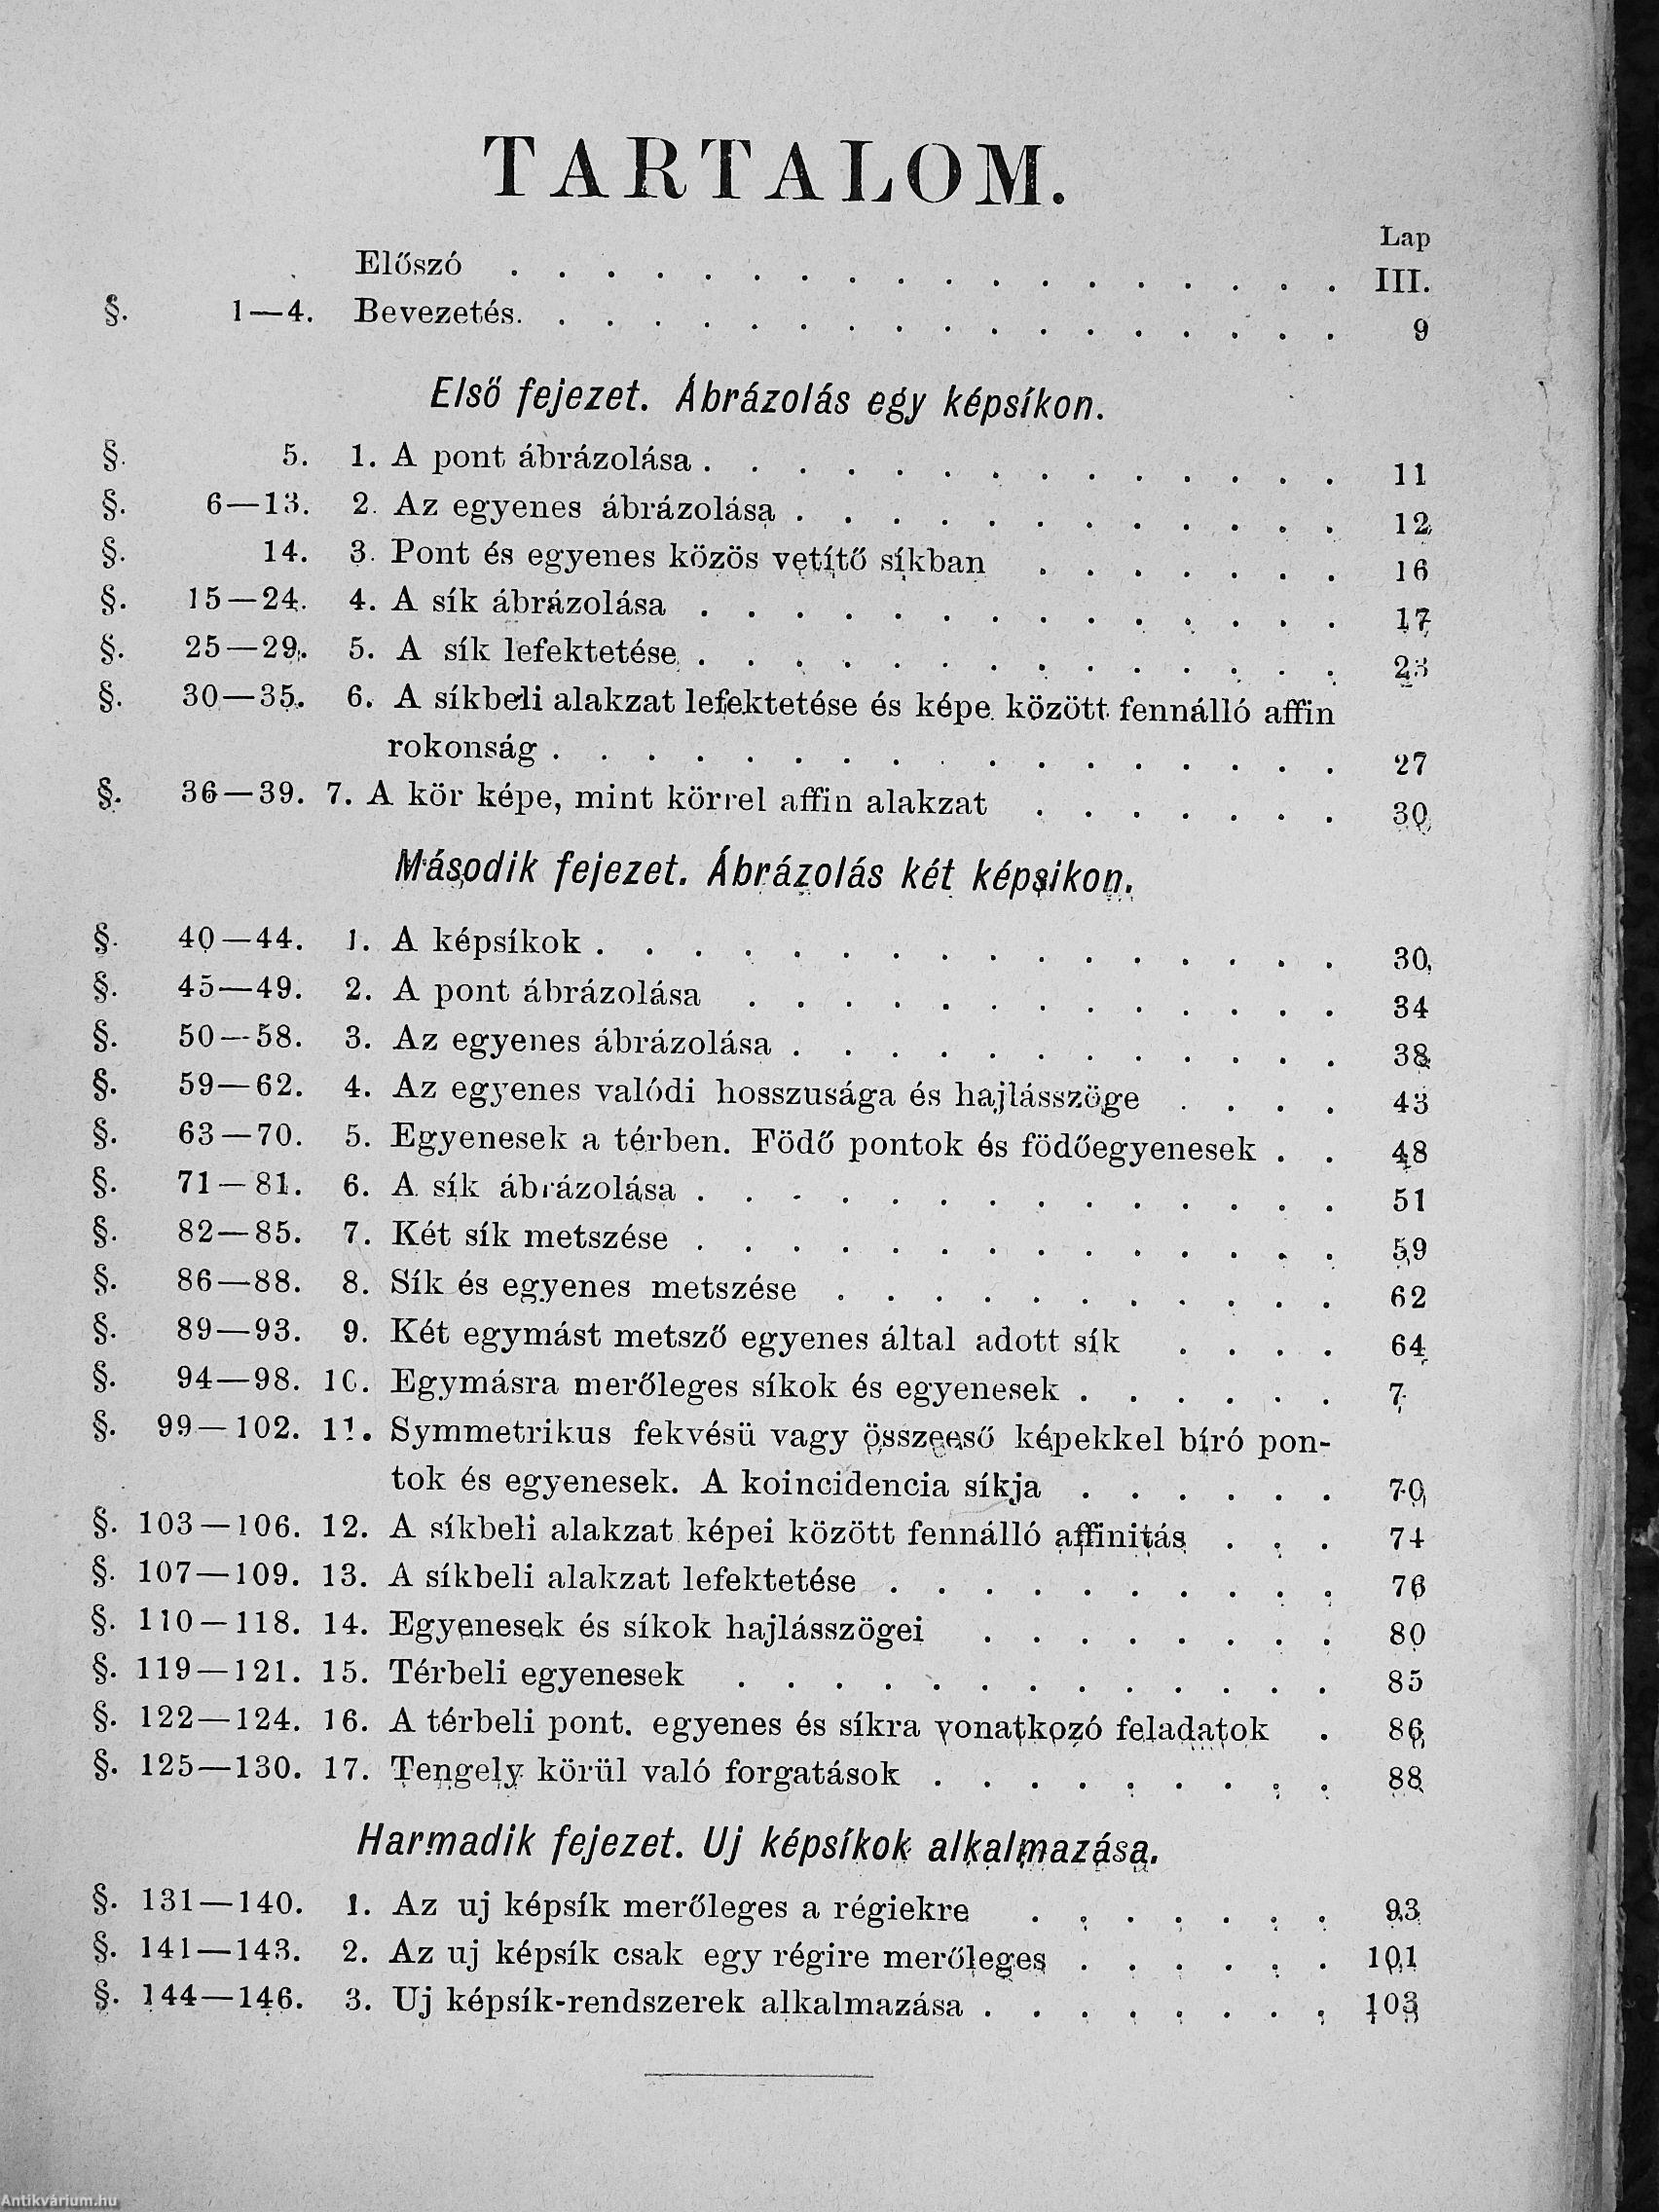 TARTALOM.
Lap
Előszó . . . . . . . . . . . . . . . . . . III.
§. 1—4. Bevezetés. . . . . . . . . . . . . . . . . . 9
Első fejezet. Ábrázolás egy képsíkon.
§. 5. 1. A pont ábrázolása . . . . . . . . . . . . . . 11
§. 6—13. 2. Az egyenes ábrázolása . . . . . . . . . . . . 12
§. 14. 3. Pont és egyenes közös vetítő síkban . . . . . . . 16
§. 15—24. 4. A sík ábrázolása . . . . . . . . . . . . . . 17
§. 25—29. 5. A sík lefektetése . . . . . . . . . . . . . . 23
§. 30—35. 6. A síkbeli alakzat lefektetése és képe között fennálló affin
rokonság . . . . . . . . . . . . . . . . . 27
§. 36—39. 7. A kör képe, mint körrel affin alakzat . . . . . . . 30
Második fejezet. Ábrázolás két képsikon.
§. 40—44. 1. A képsíkok . . . . . . . . . . . . . . . . 30
§. 45—49. 2. A pont ábrázolása . . . . . . . . . . . . . 34
§. 50—58. 3. Az egyenes ábrázolása . . . . . . . . . . . . 38
§. 59—62. 4. Az egyenes valódi hosszusága és hajlásszöge . . . . 43
§. 63—70. 5. Egyenesek a térben. Födő pontok és födőegyenesek . . 48
§. 71—81. 6. A sík ábrázolása . . . . . . . . . . . . . . 51
§. 82—85. 7. Két sík metszése . . . . . . . . . . . . . . 59
§. 86—88. 8. Sík és egyenes metszése . . . . . . . . . . . 62
§. 89—93. 9. Két egymást metsző egyenes által adott sík . . . . 64
§. 94—98. 10. Egymásra merőleges síkok és egyenesek . . . . . . 7
§. 99—102. 11. Symmetrikus fekvésü vagy összeeső képekkel bíró pon-
tok és egyenesek. A koincidencia síkja . . . . . . 70
§. 103—106. 12. A síkbeli alakzat képei között fennálló affinitás . . . 74
§. 107—109. 13. A síkbeli alakzat lefektetése . . . . . . . . . . 76
§. 110—118. 14. Egyenesek és síkok hajlásszögei . . . . . . . . 80
§. 119—121. 15. Térbeli egyenesek . . . . . . . . . . . . . 85
§. 122—124. 16. A térbeli pont. egyenes és síkra vonatkozó feladatok . 86
§. 125—130. 17. Tengely körül való forgatások . . . . . . . . . 88
Harmadik fejezet. Uj képsíkok alkalmazása.
§. 131—140. 1. Az uj képsík merőleges a régiekre . . . . . . . 93
§. 141—143. 2. Az uj képsík csak egy régire merőleges . . . . . . 101
§. 144—146. 3. Uj képsík-rendszerek alkalmazása . . . . . . . . 103
Antikvárium.hu